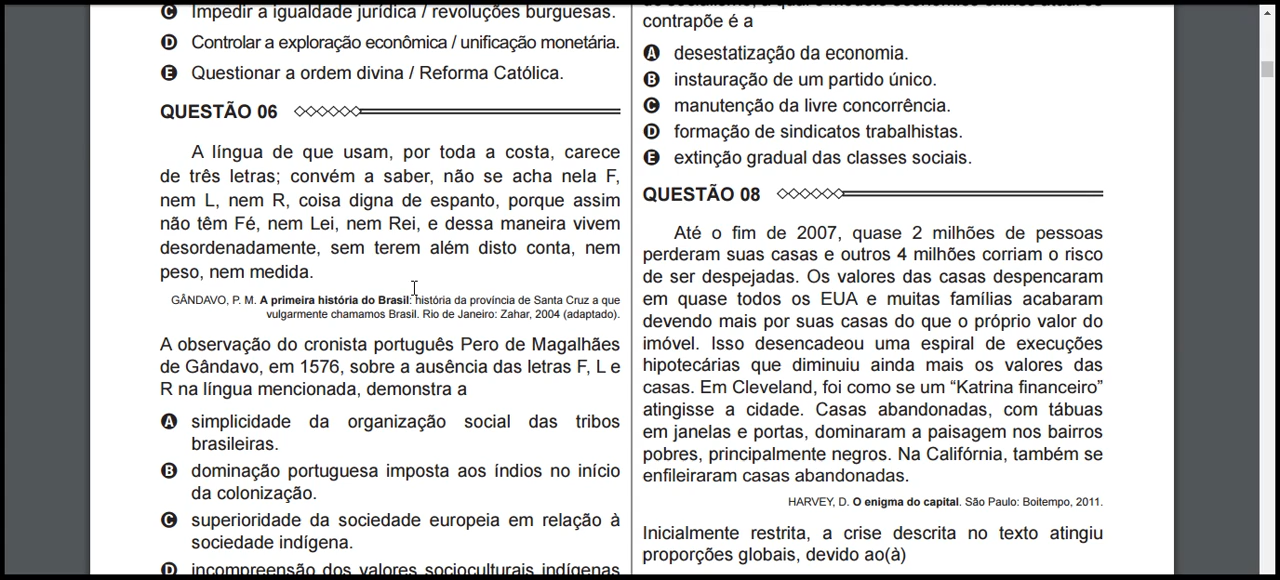 C Impedir a igualdade jurídica / revoluções burguesas.
D Controlar a exploração econômica / unificação monetária.
E Questionar a ordem divina / Reforma Católica.
QUESTÃO 06
A língua de que usam, por toda a costa, carece
de três letras; convém a saber, não se acha nela F,
nem L, nem R, coisa digna de espanto, porque assim
não têm Fé, nem Lei, nem Rei, e dessa maneira vivem
desordenadamente, sem terem além disto conta, nem
peso, nem medida.
GÂNDAVO, P. M. A primeira história do Brasil: história da província de Santa Cruz a que
vulgarmente chamamos Brasil. Rio de Janeiro: Zahar, 2004 (adaptado).
A observação do cronista português Pero de Magalhães
de Gândavo, em 1576, sobre a ausência das letras F, L e
R na língua mencionada, demonstra a
A simplicidade da organização social das tribos
brasileiras.
B dominação portuguesa imposta aos índios no início
da colonização.
C superioridade da sociedade europeia em relação à
sociedade indígena.
D incompreensão dos valores socioculturais indígenas
contrapõe é a
A desestatização da economia.
B instauração de um partido único.
C manutenção da livre concorrência.
D formação de sindicatos trabalhistas.
E extinção gradual das classes sociais.
QUESTÃO 08
Até o fim de 2007, quase 2 milhões de pessoas
perderam suas casas e outros 4 milhões corriam o risco
de ser despejadas. Os valores das casas despencaram
em quase todos os EUA e muitas famílias acabaram
devendo mais por suas casas do que o próprio valor do
imóvel. Isso desencadeou uma espiral de execuções
hipotecárias que diminuiu ainda mais os valores das
casas. Em Cleveland, foi como se um “Katrina financeiro”
atingisse a cidade. Casas abandonadas, com tábuas
em janelas e portas, dominaram a paisagem nos bairros
pobres, principalmente negros. Na Califórnia, também se
enfileiraram casas abandonadas.
HARVEY, D. O enigma do capital. São Paulo: Boitempo, 2011.
Inicialmente restrita, a crise descrita no texto atingiu
proporções globais, devido ao(à)